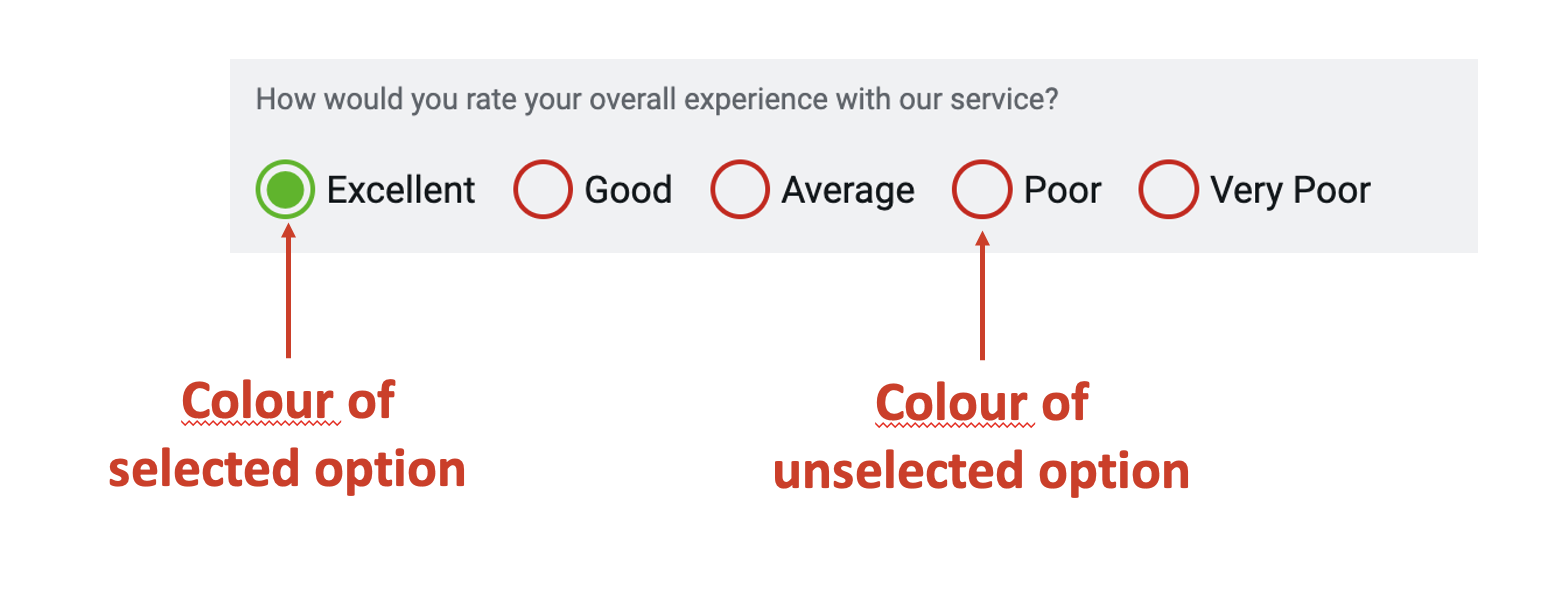 How would you rate your overall experience with our service?
Excellent Good Average Poor Very Poor
Colour of
selected option
Colour of
unselected option